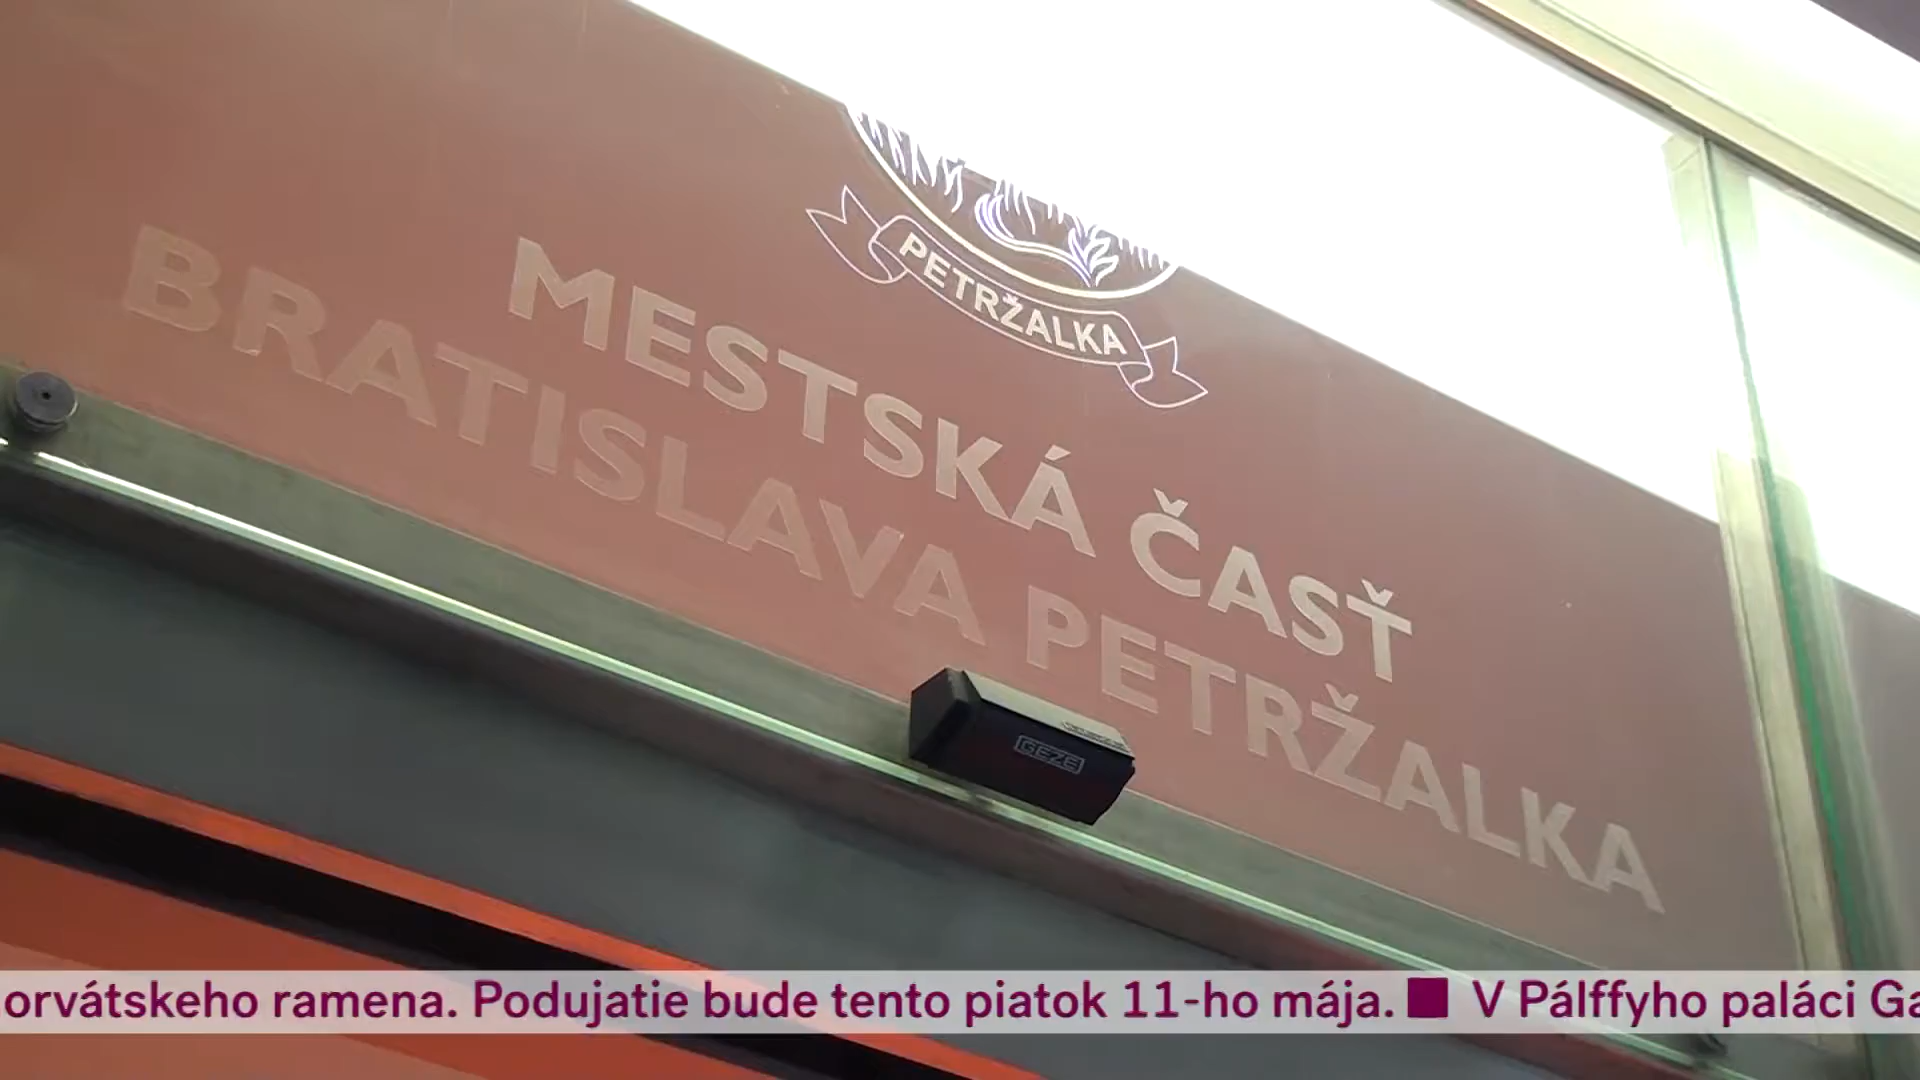 PETRŽALKA
MESTSKÁ ČASŤ
BRATISLAVA PETRŽALKA
GEZE
orvátskeho ramena. Podujatie bude tento piatok 11-ho mája. ■ V Pálffyho paláci Ga